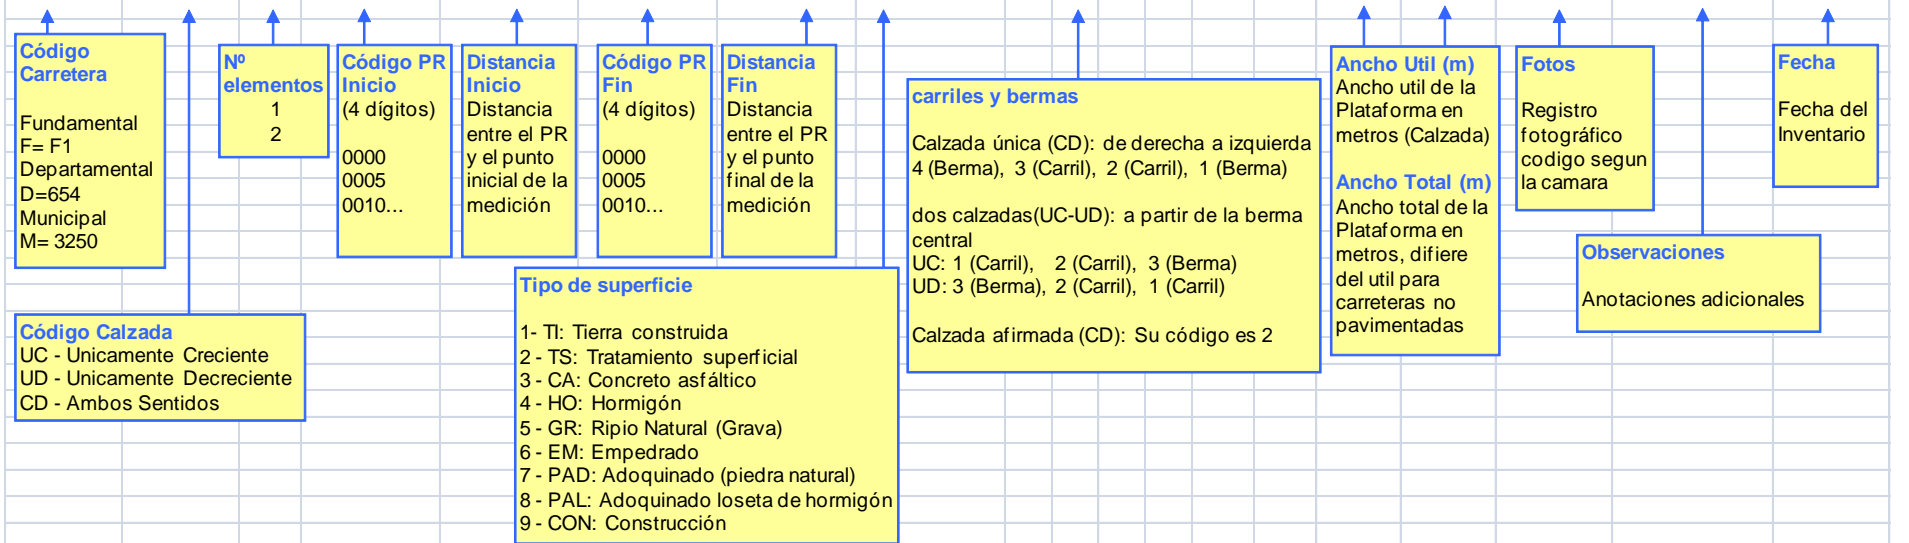 Código
Carretera
Fundamental
F= F1
Departamental
D=654
Municipal
M= 3250
Código Calzada
UC - Unicamente Creciente
UD - Unicamente Decreciente
CD - Ambos Sentidos
Nº
elementos
1
2
Código PR
Inicio
(4 dígitos)
0000
0005
0010...
Distancia
Inicio
Distancia
entre el PR
y el punto
inicial de la
medición
Código PR
Fin
(4 dígitos)
0000
0005
0010...
Distancia
Fin
Distancia
entre el PR
y el punto
final de la
medición
Tipo de superficie
1- TI: Tierra construida
2 - TS: Tratamiento superficial
3 - CA: Concreto asfáltico
4 - HO: Hormigón
5 - GR: Ripio Natural (Grava)
6 - EM: Empedrado
7 - PAD: Adoquinado (piedra natural)
8 - PAL: Adoquinado loseta de hormigón
9 - CON: Construcción
carriles y bermas
Calzada única (CD): de derecha a izquierda
4 (Berma), 3 (Carril), 2 (Carril), 1 (Berma)
dos calzadas(UC-UD): a partir de la berma
central
UC: 1 (Carril), 2 (Carril), 3 (Berma)
UD: 3 (Berma), 2 (Carril), 1 (Carril)
Calzada afirmada (CD): Su código es 2
Ancho Util (m)
Ancho util de la
Plataforma en
metros (Calzada)
Ancho Total (m)
Ancho total de la
Plataforma en
metros, difiere
del util para
carreteras no
pavimentadas
Fotos
Registro
fotográfico
codigo segun
la camara
Observaciones
Anotaciones adicionales
Fecha
Fecha del
Inventario